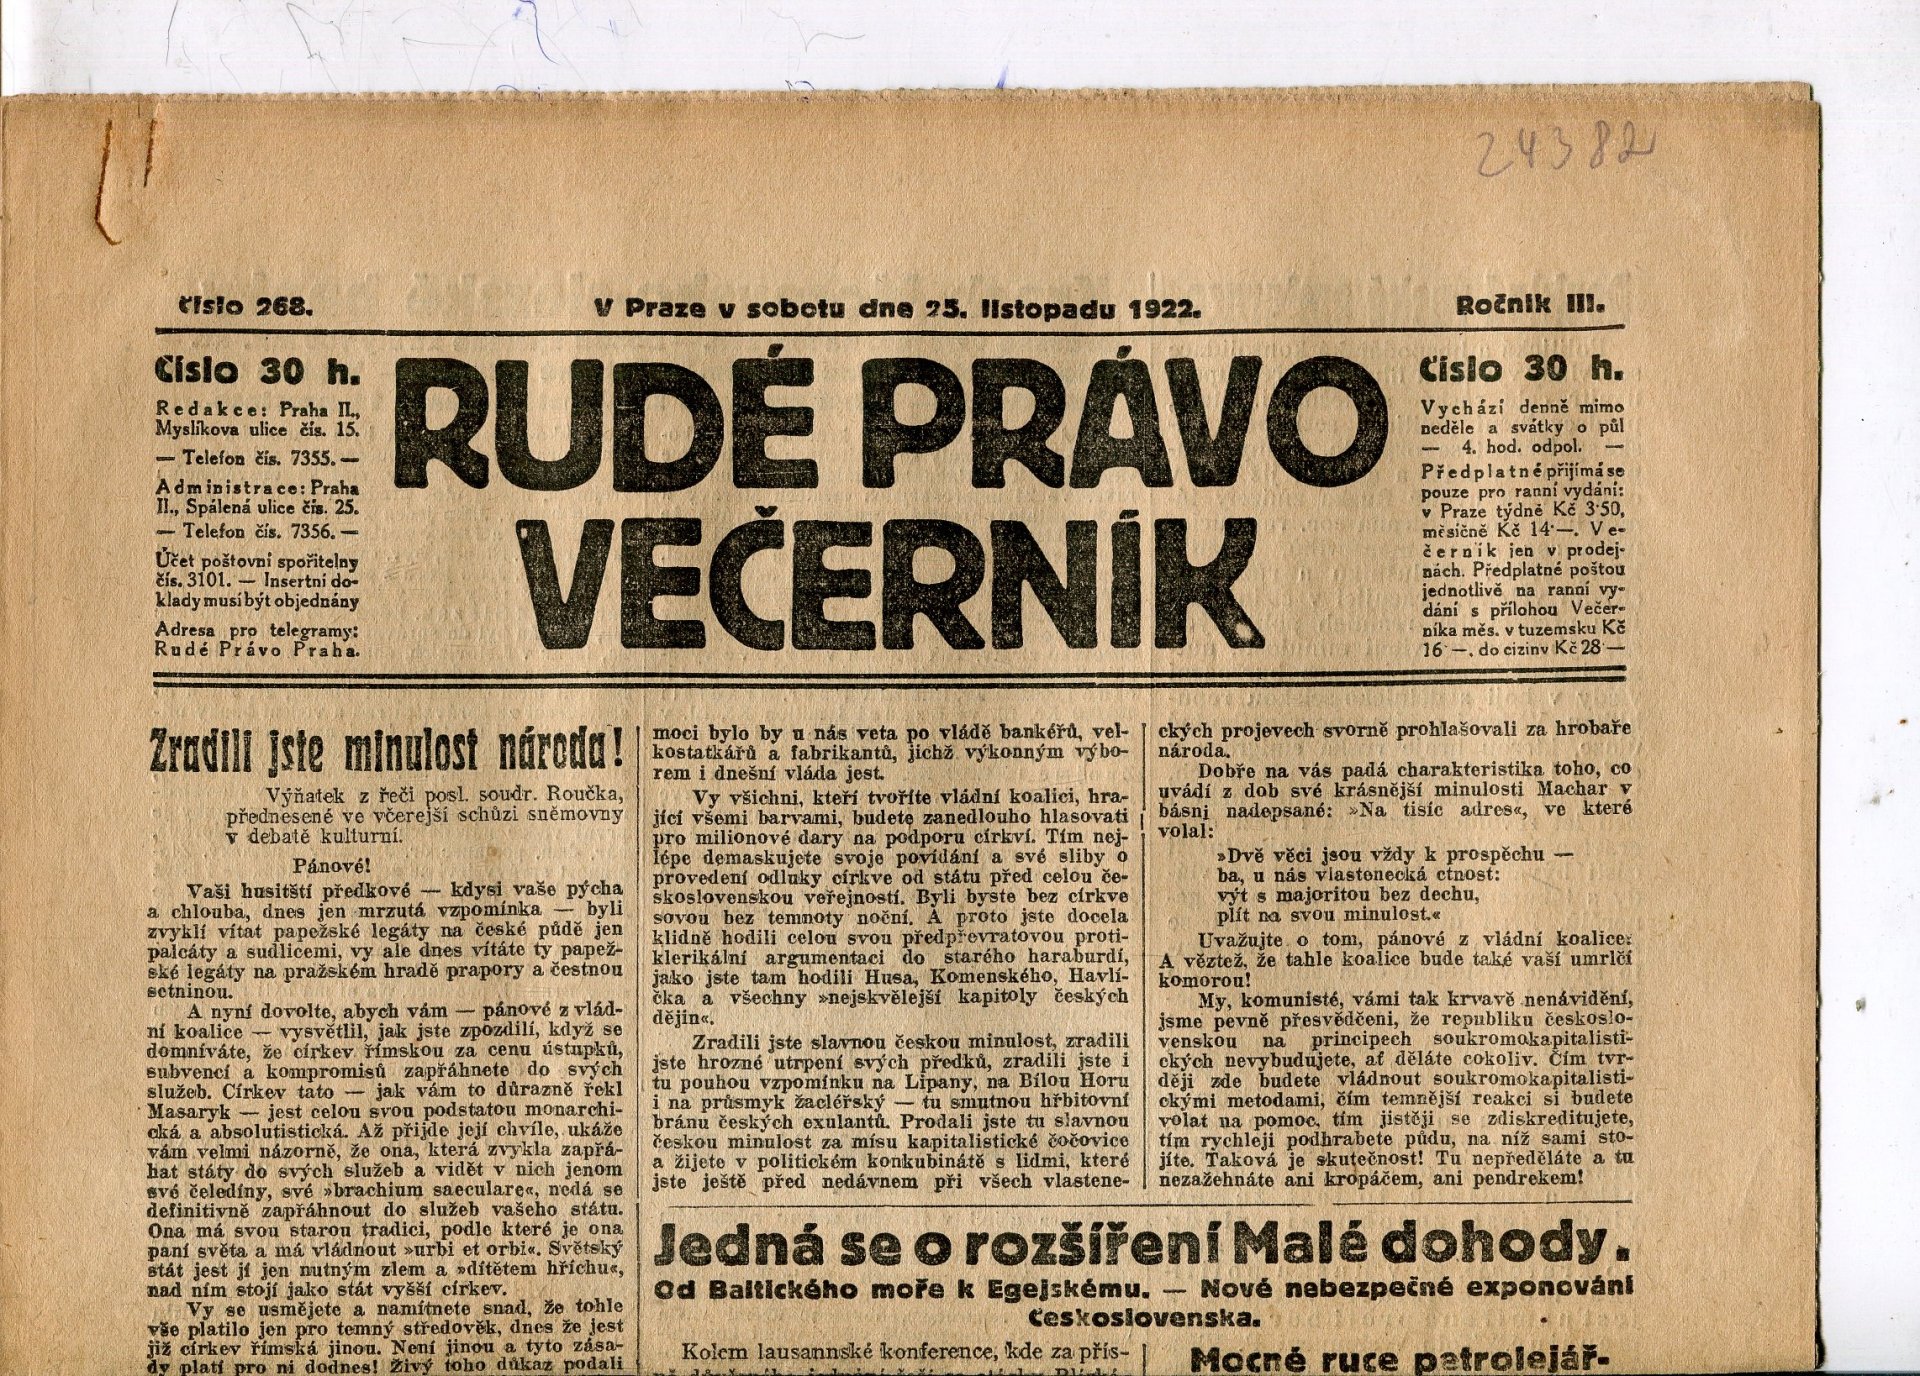 24382
Číslo 268.
V Praze v sobotu dne 25. listopadu 1922.
Ročník III.
Číslo 30 h.
Redakce: Praha II.,
Myslíkova ulice čís. 15.
— Telefon čís. 7355. —
Administrace: Praha
II., Spálená ulice čís. 25.
— Telefon čís. 7356. —
Účet poštovní spořitelny
čís. 3101. — Insertní do-
klady musí být objednány
Adresa pro telegramy:
Rudé Právo Praha.
RUDÉ PRÁVO
VEČERNÍK
Číslo 30 h.
Vychází denně mimo
neděle a svátky o půl
— 4. hod. odpol. —
Předplatné přijímá se
pouze pro ranní vydání:
v Praze týdně Kč 3·50,
měsíčně Kč 14·—. Ve-
černík jen v prodej-
nách. Předplatné poštou
jednotlivě na ranní vy-
dání s přílohou Večer-
níka měs. v tuzemsku Kč
16·—, do ciziny Kč 28·—
Zradili jste minulost národa!
Výňatek z řeči posl. soudr. Roučka,
přednesené ve včerejší schůzi sněmovny
v debatě kulturní.
Pánové!
Vaši husitští předkové — kdysi vaše pýcha
a chlouba, dnes jen mrzutá vzpomínka — byli
zvyklí vítat papežské legáty na české půdě jen
palcáty a sudlicemi, vy ale dnes vítáte ty papež-
ské legáty na pražském hradě prapory a čestnou
setninou.
A nyní dovolte, abych vám — pánové z vlád-
ní koalice — vysvětlil, jak jste zpozdilí, když se
domníváte, že církev římskou za cenu ústupků,
subvencí a kompromisů zapřáhnete do svých
služeb. Církev tato — jak vám to důrazně řekl
Masaryk — jest celou svou podstatou monarchi-
cká a absolutistická. Až přijde její chvíle, ukáže
vám velmi názorně, že ona, která zvykla zapřá-
hat státy do svých služeb a vidět v nich jenom
své čeledíny, své »brachium saeculare«, nedá se
definitivně zapřáhnout do služeb vašeho státu.
Ona má svou starou tradici, podle které je ona
paní světa a má vládnout »urbi et orbi«. Světský
stát jest jí jen nutným zlem a »dítětem hříchu«,
nad ním stojí jako stát vyšší církev.
Vy se usmějete a namítnete snad, že tohle
vše platilo jen pro temný středověk, dnes že jest
již církev římská jinou. Není jinou a tyto zása-
dy platí pro ni dodnes! Živý toho důkaz podali
moci bylo by u nás veta po vládě bankéřů, vel-
kostatkářů a fabrikantů, jichž výkonným výbo-
rem i dnešní vláda jest.
Vy všichni, kteří tvoříte vládní koalici, hra-
jící všemi barvami, budete zanedlouho hlasovati
pro milionové dary na podporu církví. Tím nej-
lépe demaskujete svoje povídání a své sliby o
provedení odluky církve od státu před celou če-
skoslovenskou veřejností. Byli byste bez církve
sovou bez temnoty noční. A proto jste docela
klidně hodili celou svou předpřevratovou proti-
klerikální argumentaci do starého haraburdí,
jako jste tam hodili Husa, Komenského, Havlí-
čka a všechny »nejskvělejší kapitoly českých
dějin«.
Zradili jste slavnou českou minulost, zradili
jste hrozné utrpení svých předků, zradili jste i
tu pouhou vzpomínku na Lipany, na Bílou Horu
i na průsmyk žacléřský — tu smutnou hřbitovní
bránu českých exulantů. Prodali jste tu slavnou
českou minulost za mísu kapitalistické čočovice
a žijete v politickém konkubinátě s lidmi, které
jste ještě před nedávnem při všech vlastene-
ckých projevech svorně prohlašovali za hrobaře
národa.
Dobře na vás padá charakteristika toho, co
uvádí z dob své krásnější minulosti Machar v
básni nadepsané: »Na tisíc adres«, ve které
volal:
»Dvě věci jsou vždy k prospěchu —
ba, u nás vlastenecká ctnost:
výt s majoritou bez dechu,
plít na svou minulost.«
Uvažujte o tom, pánové z vládní koalice:
A věztež, že tahle koalice bude také vaší umrlčí
komorou!
My, komunisté, vámi tak krvavě nenávidění,
jsme pevně přesvědčeni, že republiku českoslo-
venskou na principech soukromokapitalisti-
ckých nevybudujete, ať děláte cokoliv. Čím tvr-
ději zde budete vládnout soukromokapitalisti-
ckými metodami, čím temnější reakci si budete
volat na pomoc, tím jistěji se zdiskreditujete,
tím rychleji podhrabete půdu, na níž sami sto-
jíte. Taková je skutečnost! Tu nepředěláte a tu
nezažehnáte ani kropáčem, ani pendrekem!
Jedná se o rozšíření Malé dohody.
Od Baltického moře k Egejskému. — Nové nebezpečné exponování
Československa.
Kolem lausannské konference, kde za přís-
Mocné ruce patrolejář-